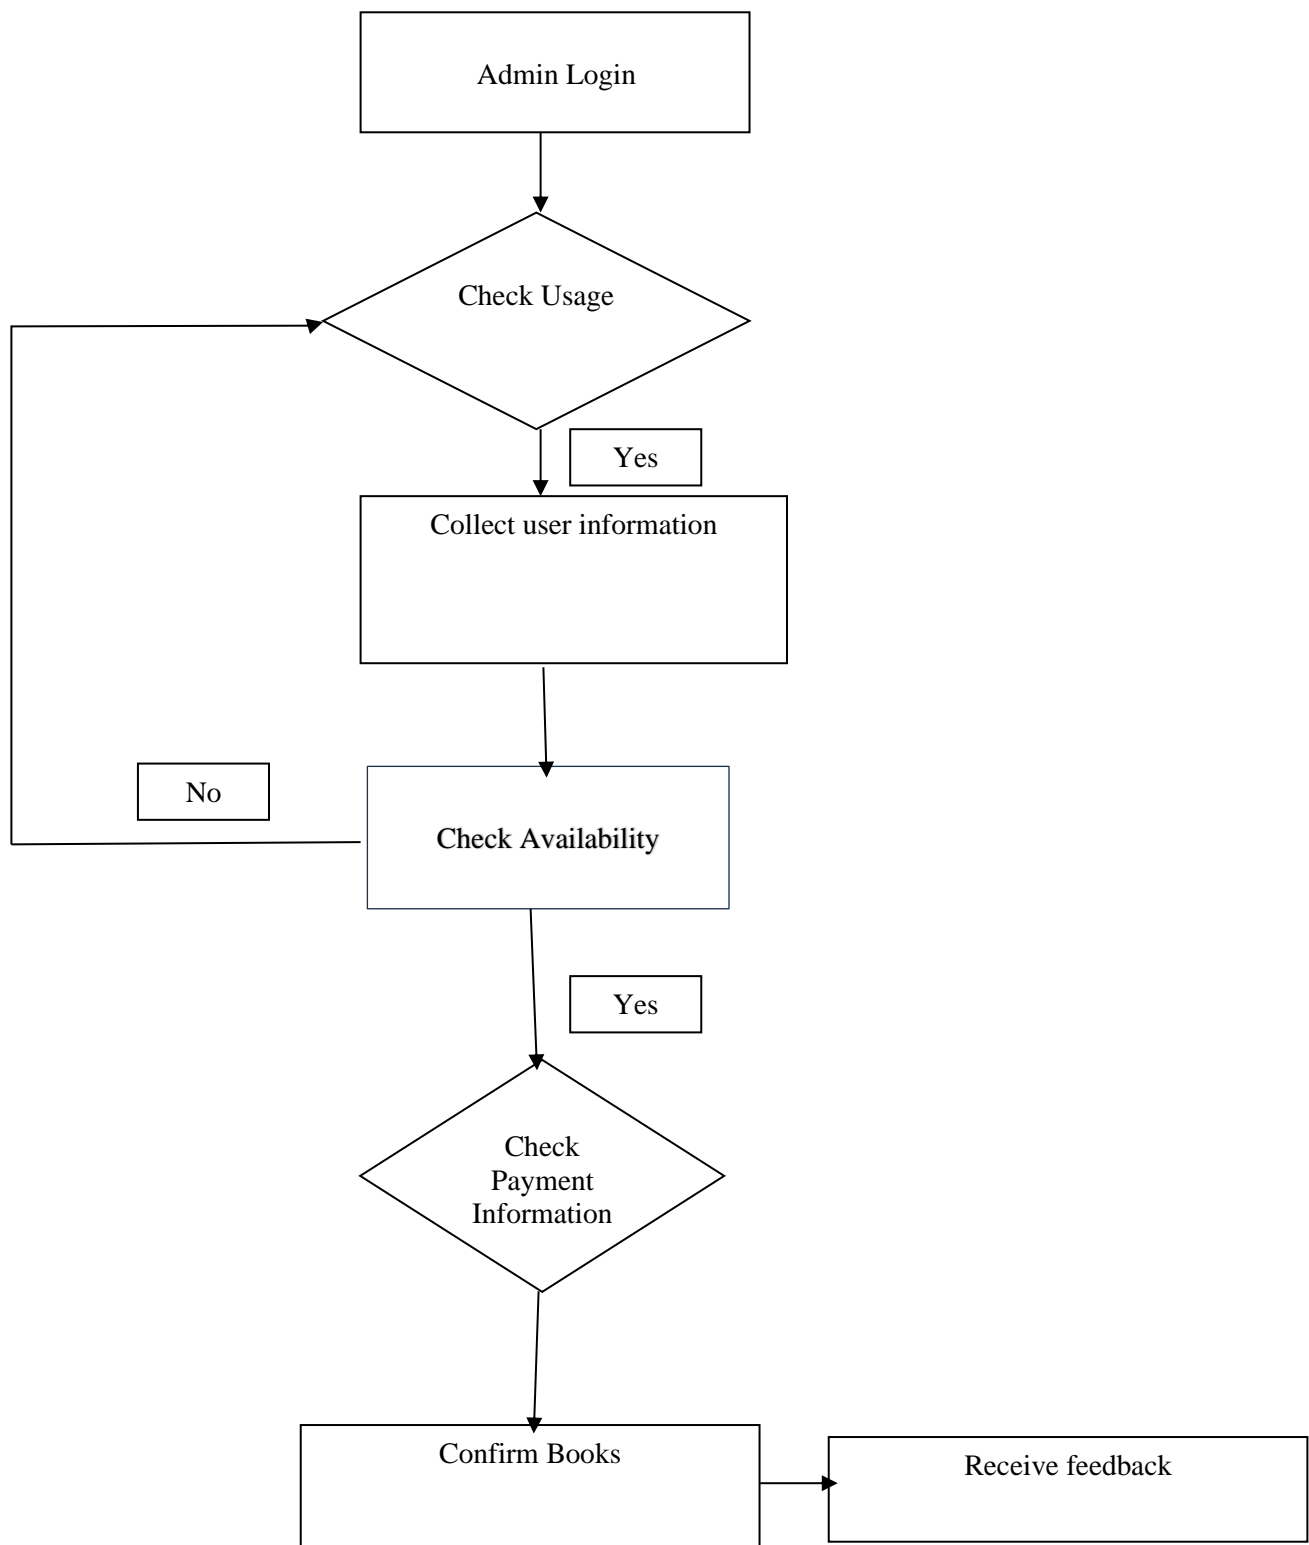 Admin Login
Check Usage
Yes
Collect user information
No
Check Availability
Yes
Check
Payment
Information
Confirm Books
Receive feedback